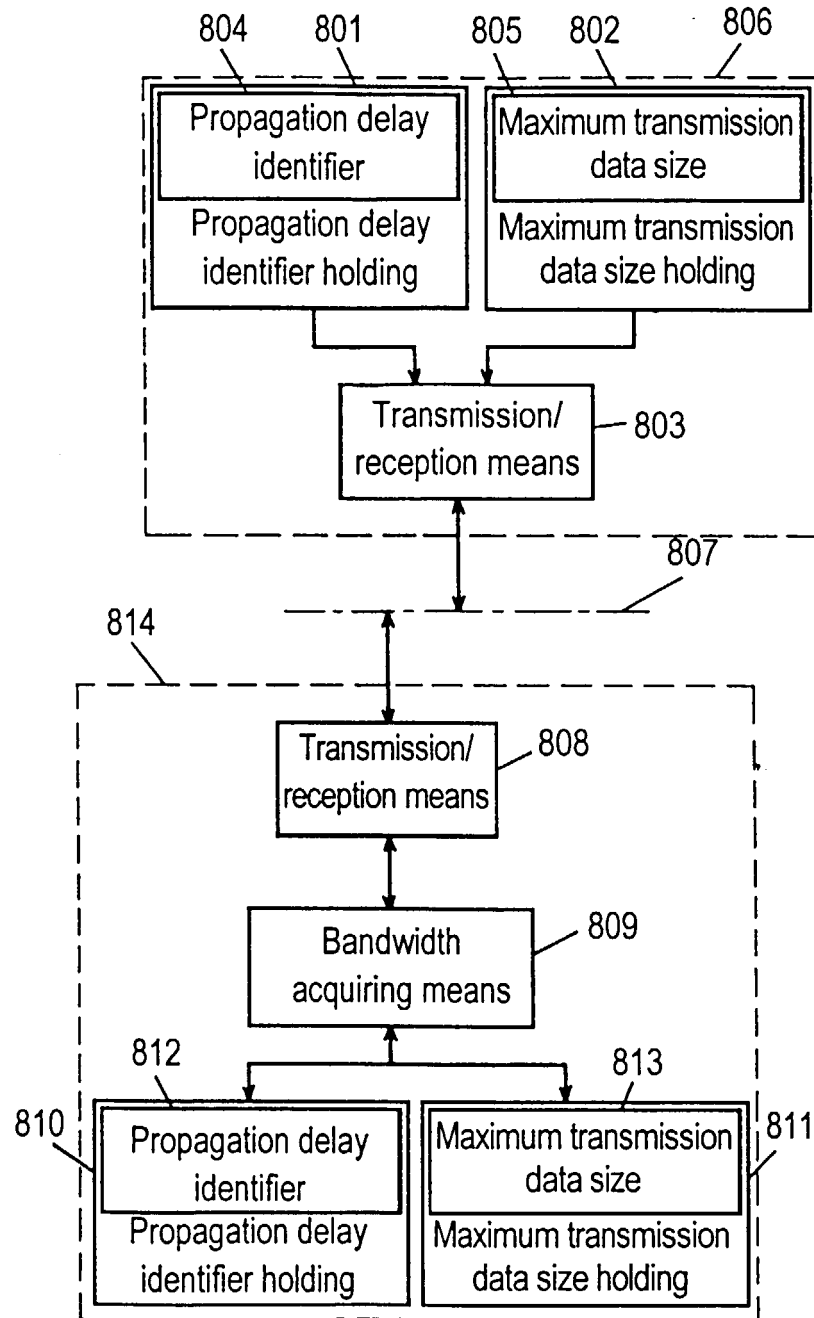 804
801
805
802
806
Propagation delay
identifier
Propagation delay
identifier holding
Maximum transmission
data size
Maximum transmission
data size holding
Transmission/
reception means
803
807
814
Transmission/
reception means
808
Bandwidth
acquiring means
809
812
813
810
Propagation delay
identifier
Propagation delay
identifier holding
Maximum transmission
data size
Maximum transmission
data size holding
811